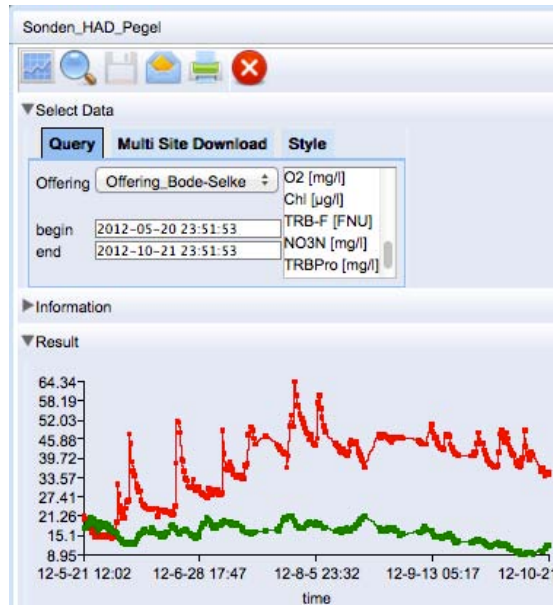 Sonden_HAD_Pegel
Select Data
Query Multi Site Download Style
Offering Offering_Bode-Selke
begin 2012-05-20 23:51:53
end 2012-10-21 23:51:53
O2 [mg/l]
Chl [µg/l]
TRB-F [FNU]
NO3N [mg/l]
TRBPro [mg/l]
Information
Result
64.34
58.19
52.03
45.88
39.72
33.57
27.41
21.26
15.1
8.95
12-5-21 12:02 12-6-28 17:47 12-8-5 23:32 12-9-13 05:17 12-10-21
time